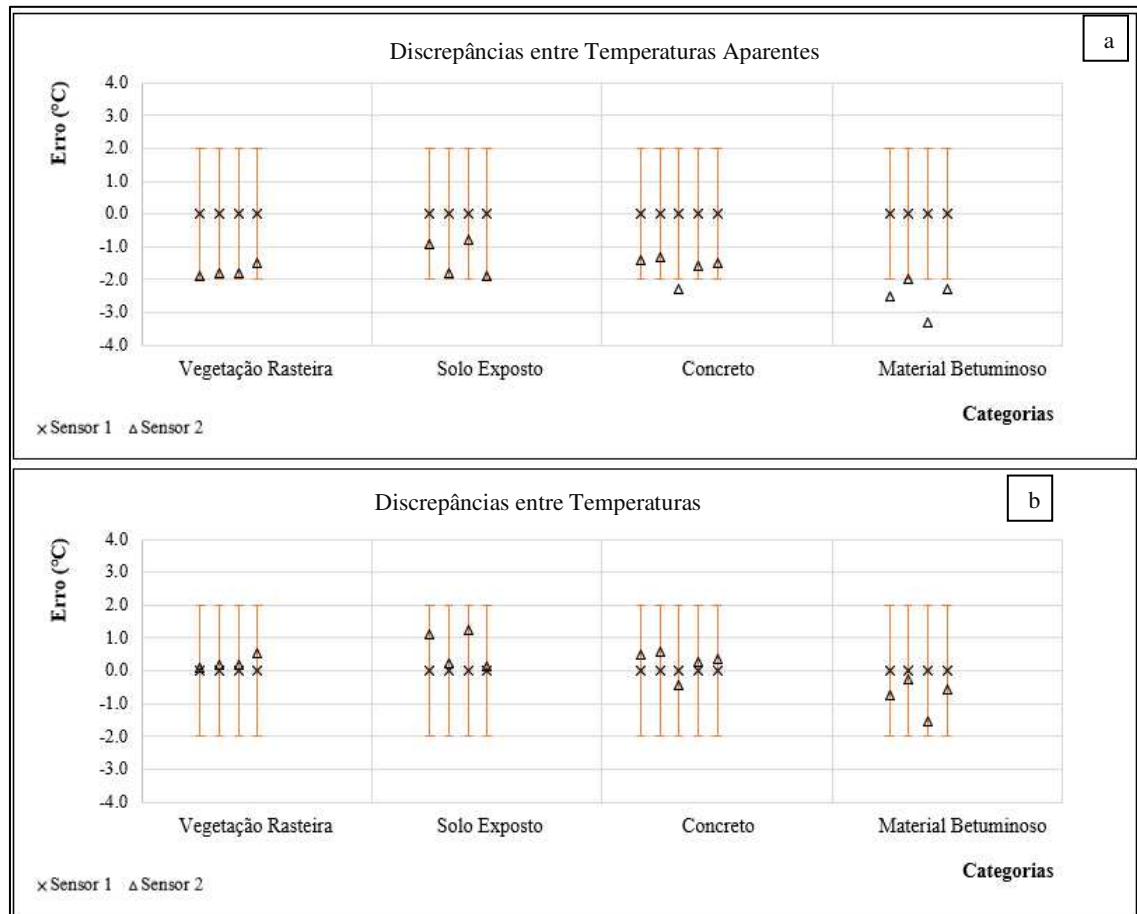 a
Discrepâncias entre Temperaturas Aparentes
Erro (°C)
4.0
3.0
2.0
1.0
0.0
-1.0
-2.0
-3.0
-4.0
Vegetação Rasteira Solo Exposto Concreto Material Betuminoso
Categorias
× Sensor 1 Δ Sensor 2
b
Discrepâncias entre Temperaturas
Erro (°C)
4.0
3.0
2.0
1.0
0.0
-1.0
-2.0
-3.0
-4.0
Vegetação Rasteira Solo Exposto Concreto Material Betuminoso
Categorias
× Sensor 1 Δ Sensor 2